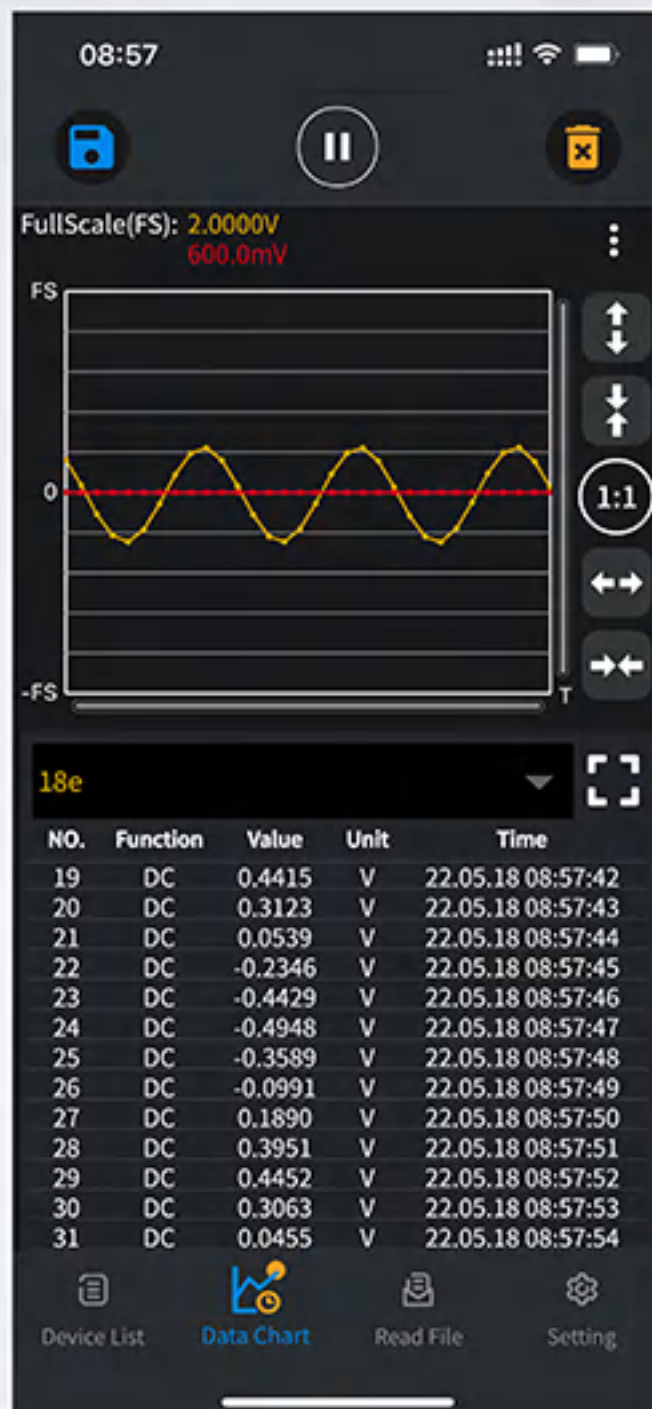 08:57
FullScale(FS): 2.0000V
600.0mV
FS
0
1:1
-FS
T
18e
NO. Function Value Unit Time
19 DC 0.4415 V 22.05.18 08:57:42
20 DC 0.3123 V 22.05.18 08:57:43
21 DC 0.0539 V 22.05.18 08:57:44
22 DC -0.2346 V 22.05.18 08:57:45
23 DC -0.4429 V 22.05.18 08:57:46
24 DC -0.4948 V 22.05.18 08:57:47
25 DC -0.3589 V 22.05.18 08:57:48
26 DC -0.0991 V 22.05.18 08:57:49
27 DC 0.1890 V 22.05.18 08:57:50
28 DC 0.3951 V 22.05.18 08:57:51
29 DC 0.4452 V 22.05.18 08:57:52
30 DC 0.3063 V 22.05.18 08:57:53
31 DC 0.0455 V 22.05.18 08:57:54
Device List Data Chart Read File Setting